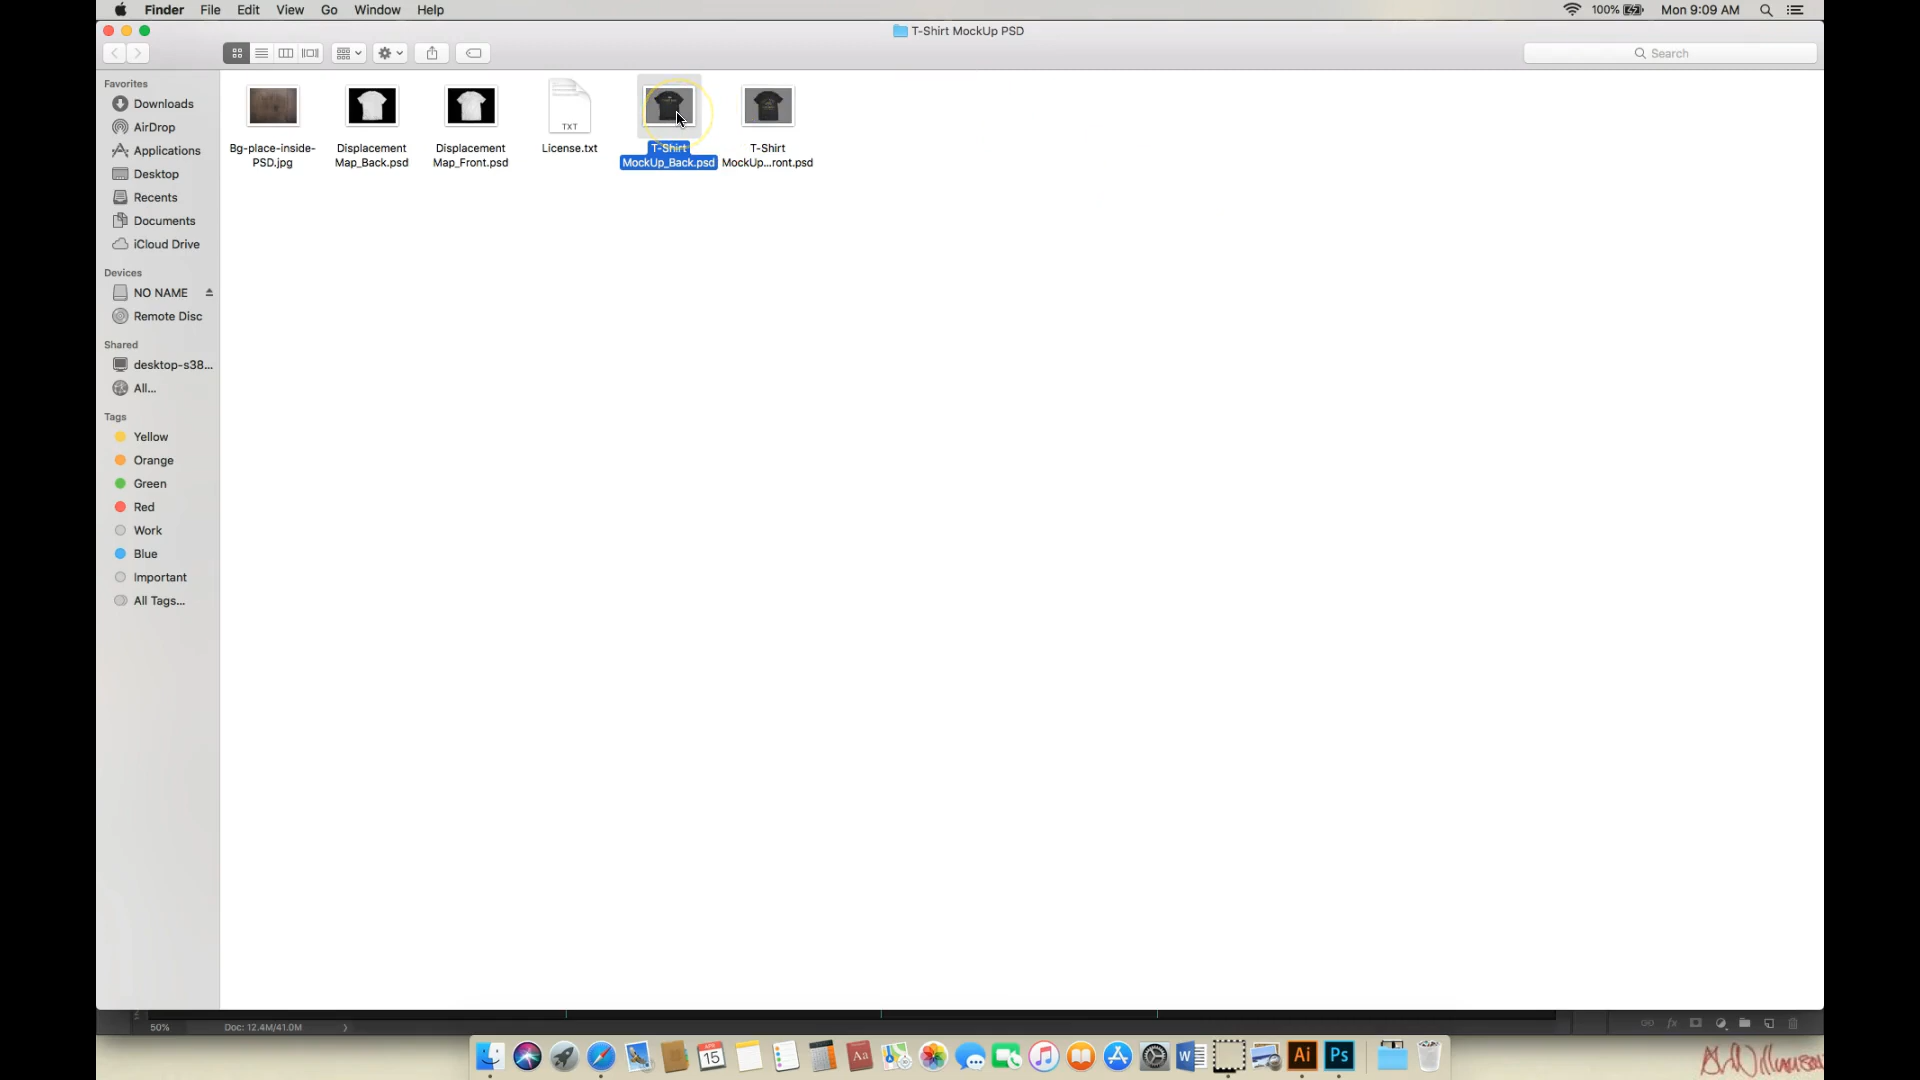 Finder File Edit View Go Window Help 100% Mon 9:09 AM
T-Shirt MockUp PSD
Search
Favorites
Downloads
AirDrop
Applications
Desktop
Recents
Documents
iCloud Drive
Devices
NO NAME
Remote Disc
Shared
desktop-s38...
All...
Tags
Yellow
Orange
Green
Red
Work
Blue
Important
All Tags...
Bg-place-inside-
PSD.jpg
Displacement
Map_Back.psd
Displacement
Map_Front.psd
TXT
License.txt
T-Shirt
MockUp_Back.psd
T-Shirt
MockUp...ront.psd
50% Doc: 12.4M/41.0M
fx
APR
15
Aa
W
Ai
Ps